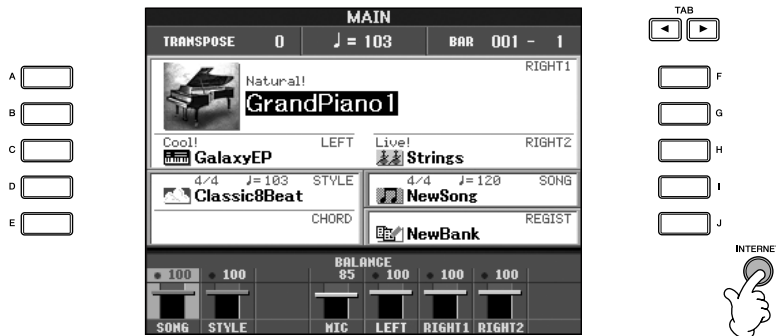 MAIN
TAB
TRANSPOSE 0 ♩= 103 BAR 001 - 1
RIGHT1
Natural!
GrandPiano1
Cool! LEFT Live! RIGHT2
GalaxyEP Strings
4/4 ♩=103 STYLE 4/4 ♩=120 SONG
Classic8Beat NewSong
CHORD REGIST
NewBank
BALANCE
100 100 85 100 100 100
SONG STYLE MIC LEFT RIGHT1 RIGHT2
A
B
C
D
E
F
G
H
I
J
INTERNE